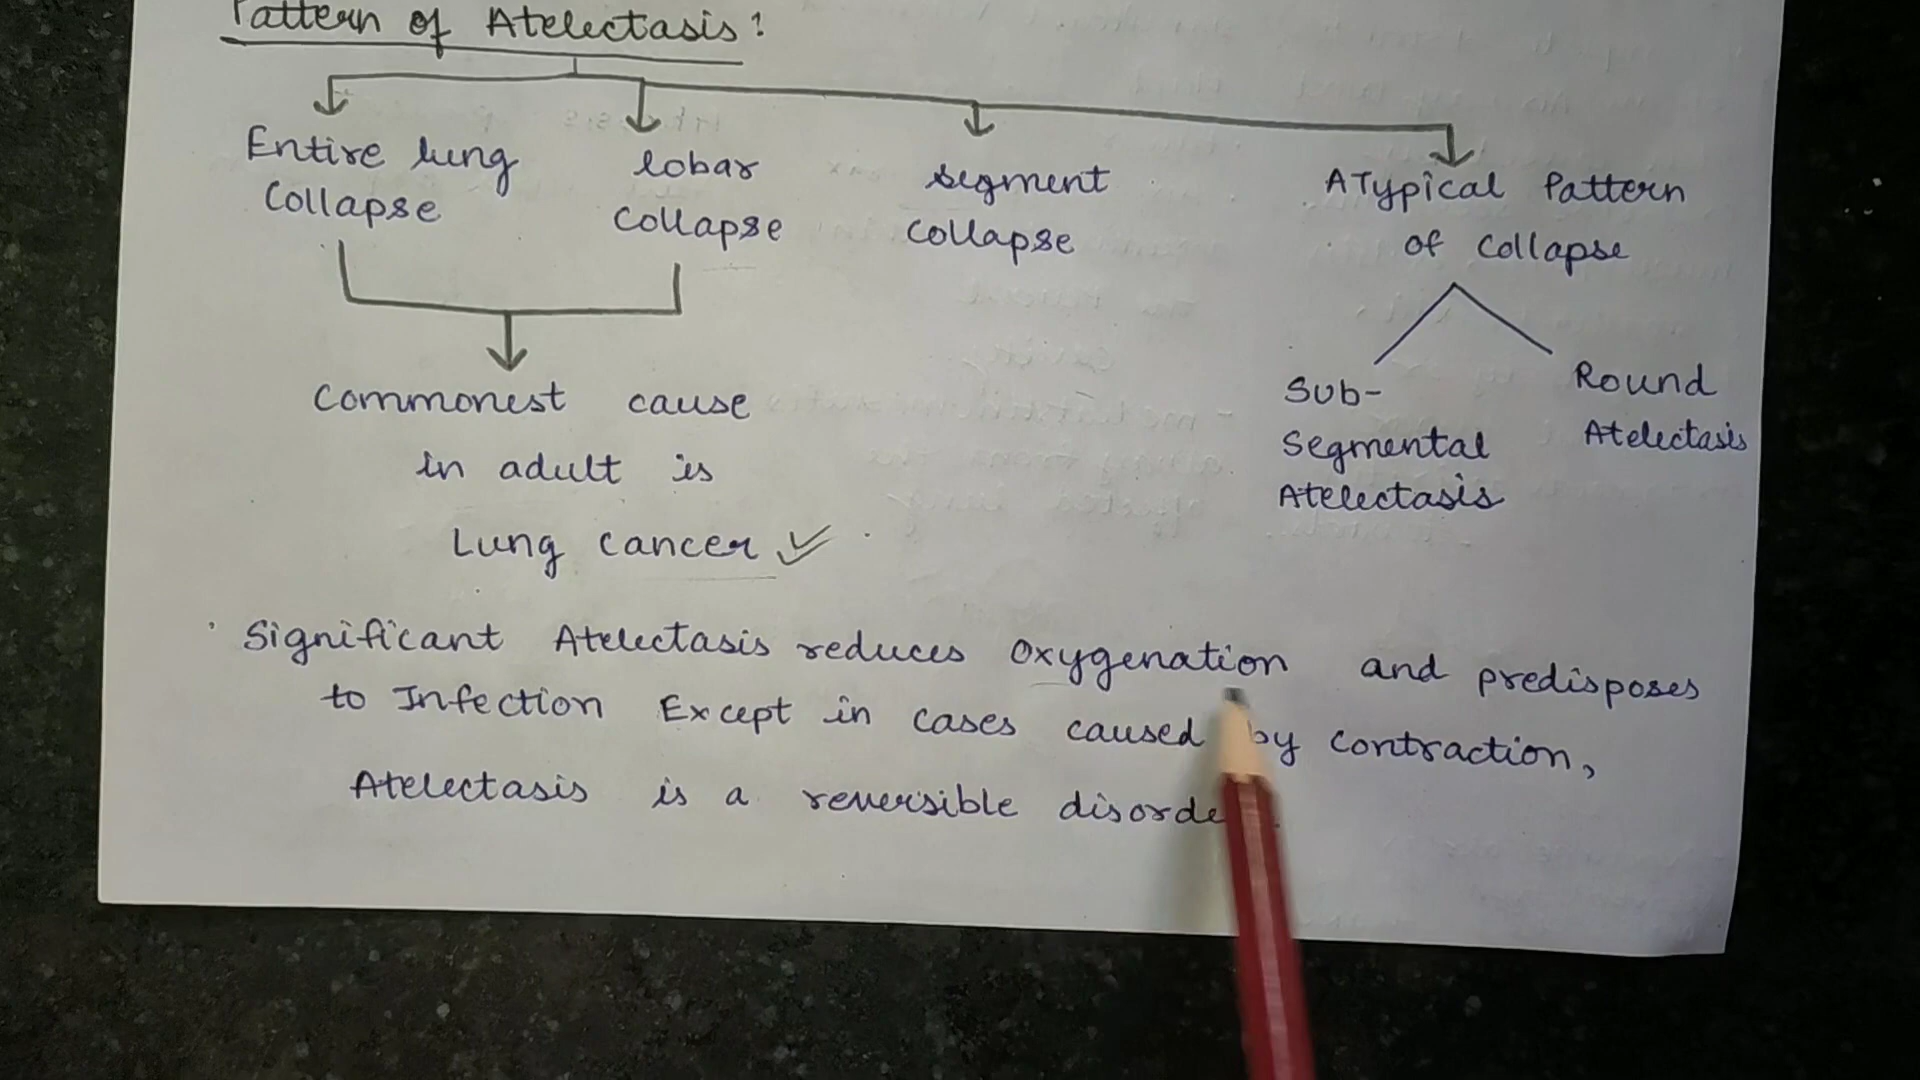 Pattern of Atelectasis:
Entire lung
Collapse
lobar
collapse
segment
collapse
ATypical Pattern
of collapse
Commonest cause
in adult is
Lung cancer
Sub-
Segmental
Atelectasis
Round
Atelectasis
Significant Atelectasis reduces Oxygenation and predisposes
to Infection Except in cases caused by contraction,
Atelectasis is a reversible disorde